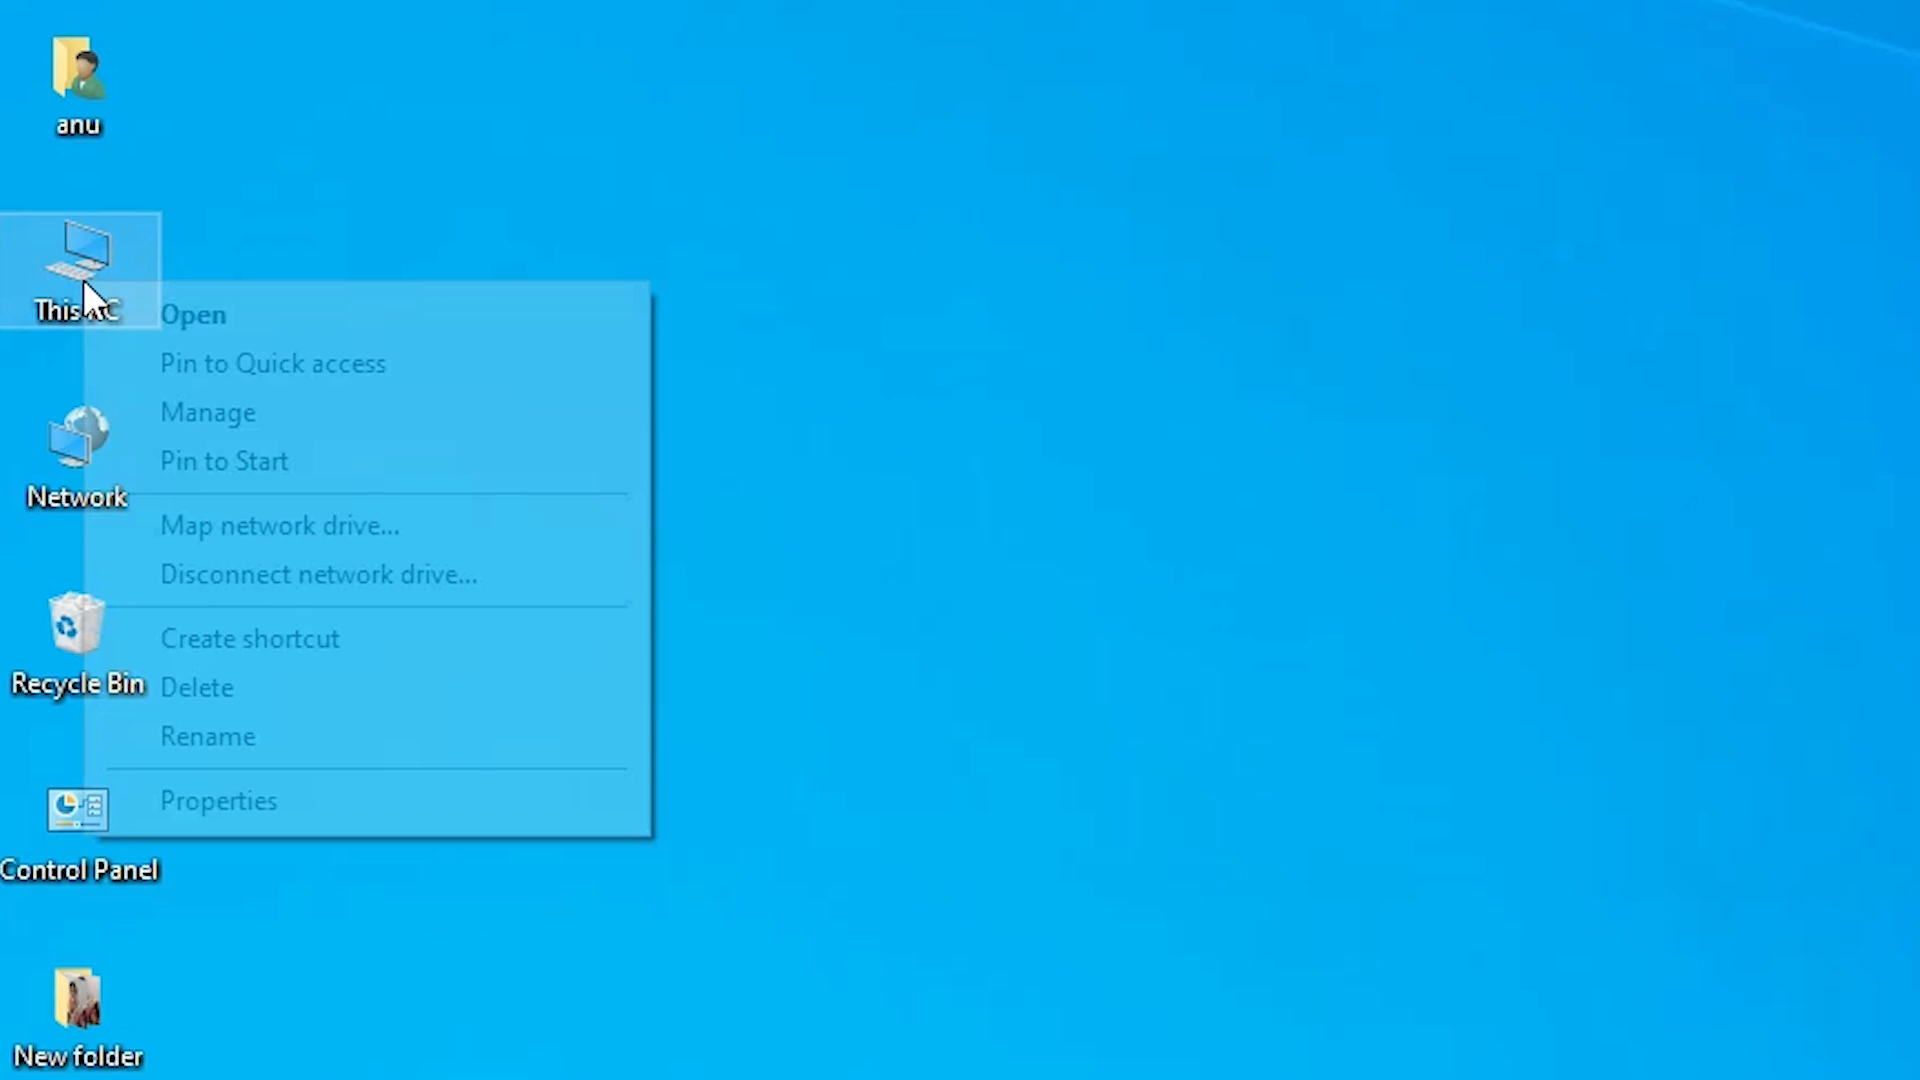 anu
This PC
Open
Pin to Quick access
Manage
Pin to Start
Network
Map network drive...
Disconnect network drive...
Create shortcut
Recycle Bin
Delete
Rename
Properties
Control Panel
New folder